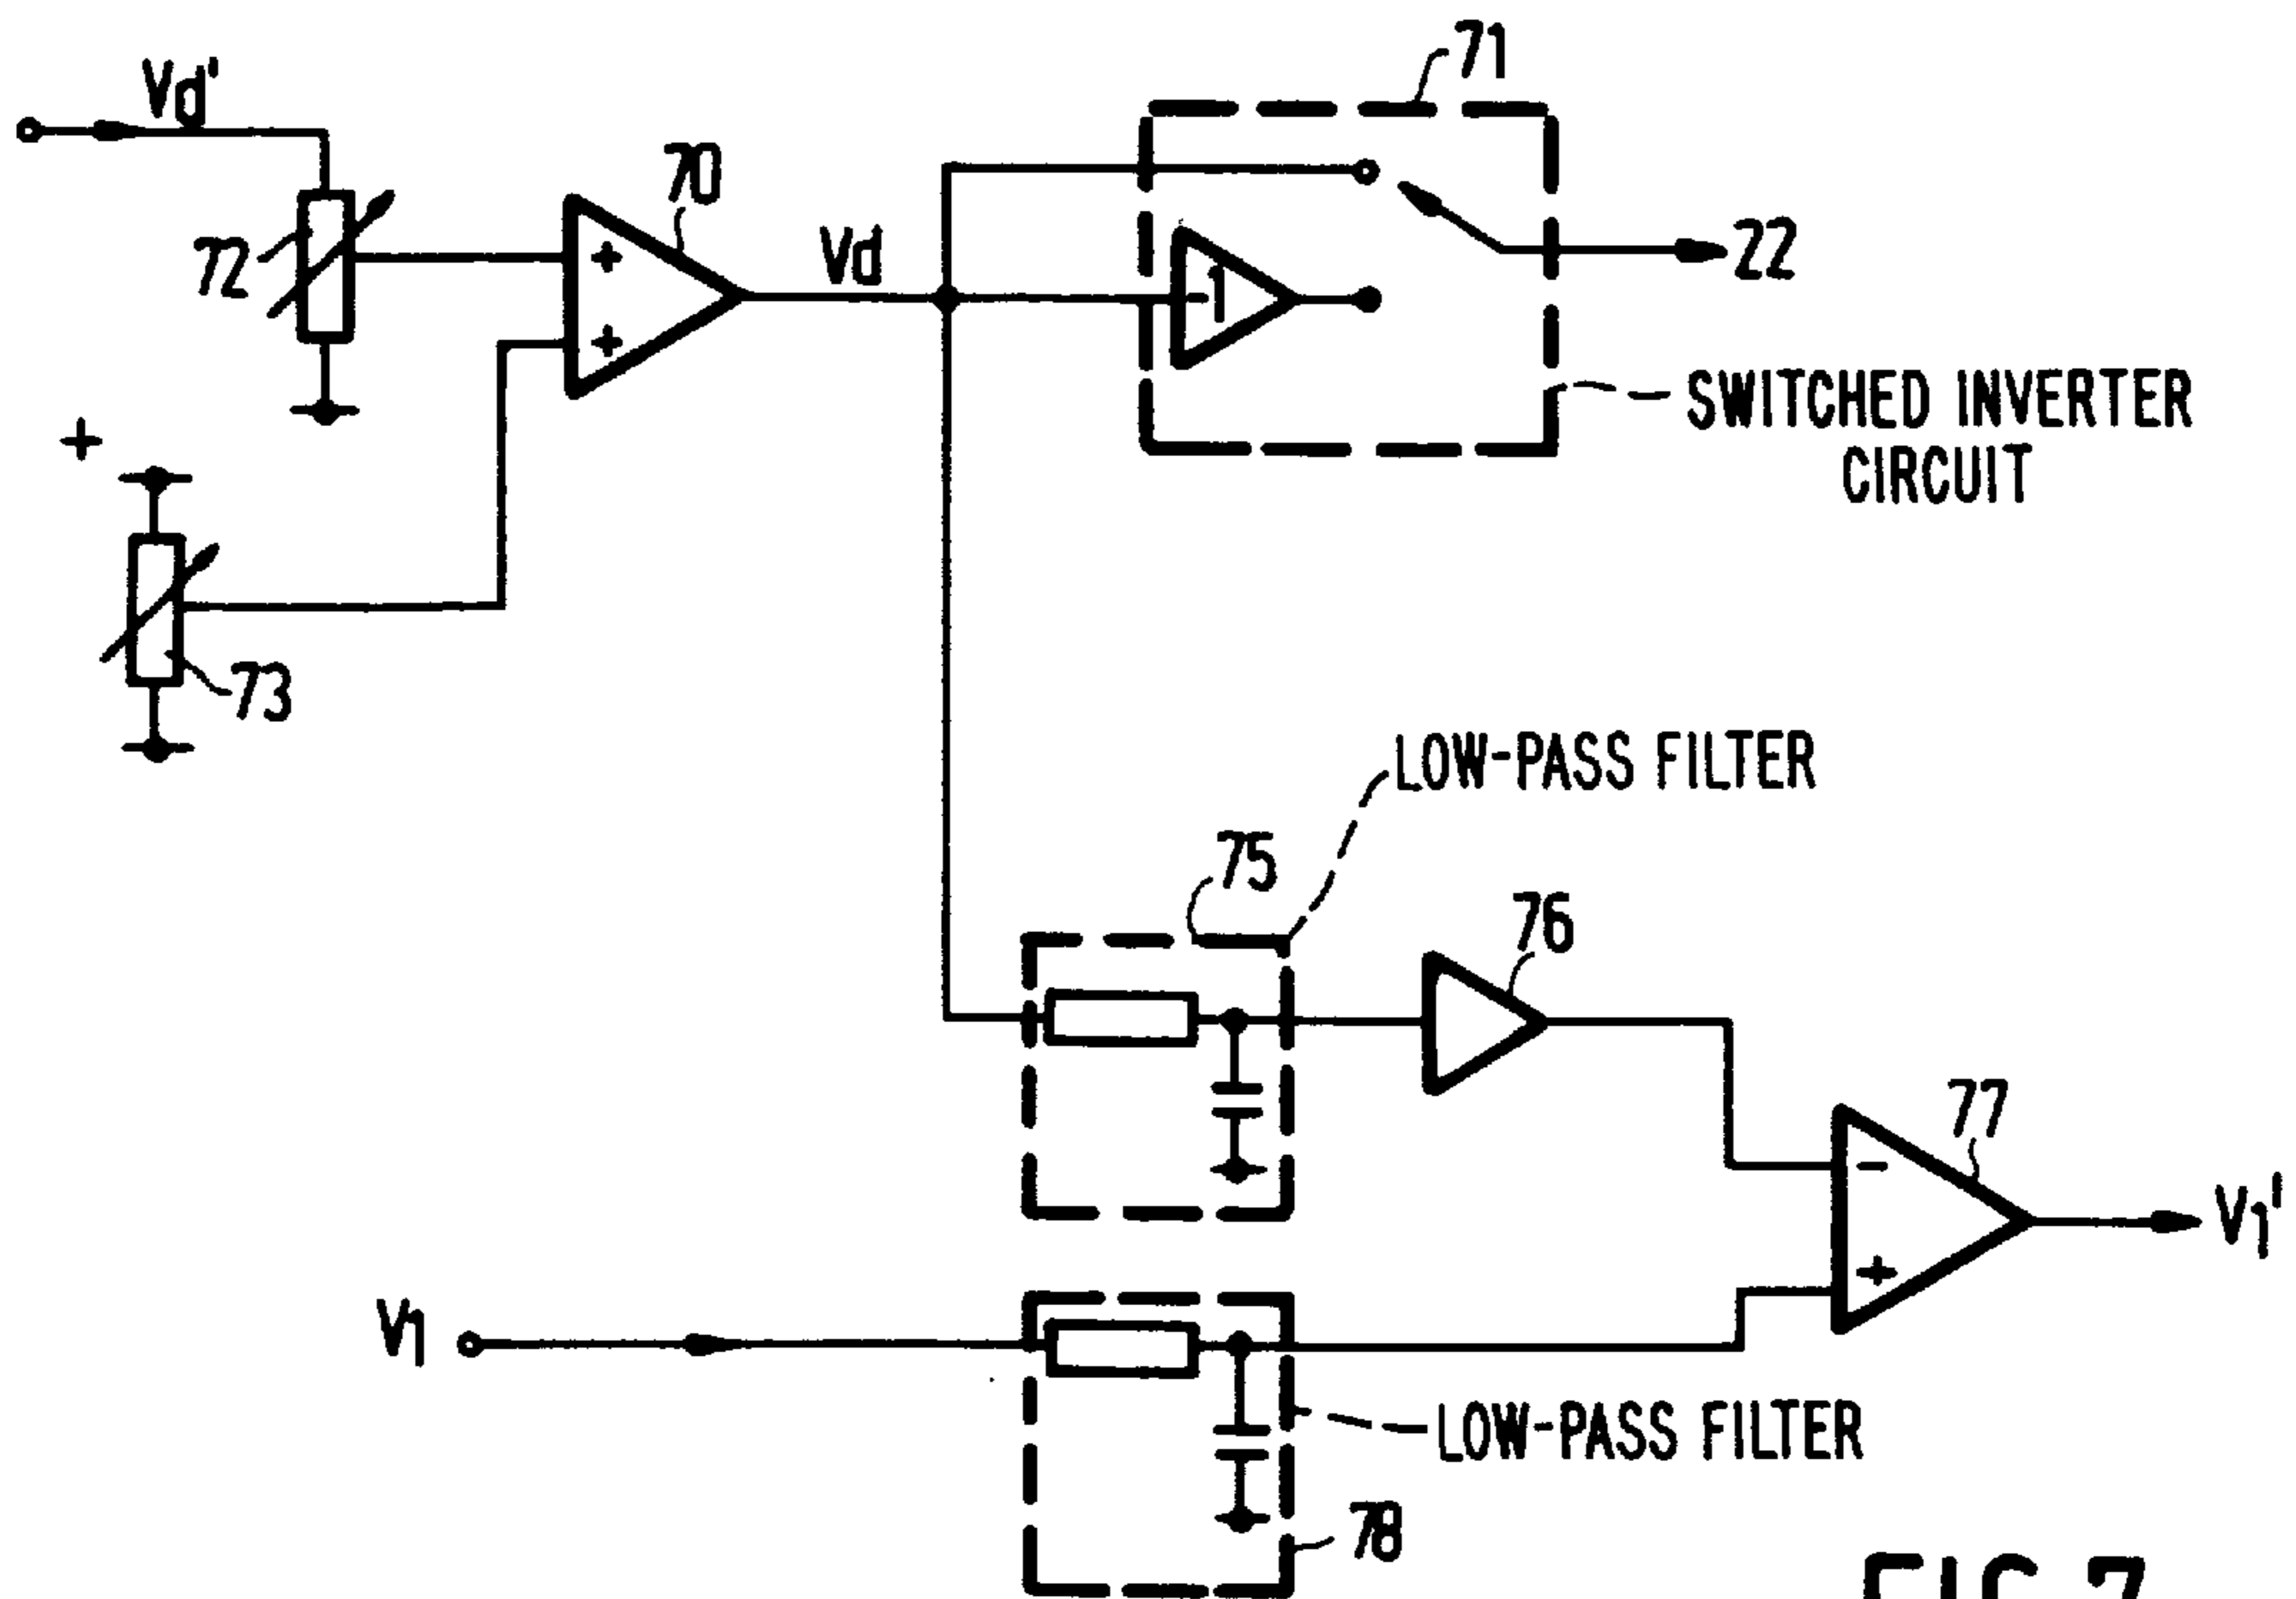 71
Vd'
70
72
+
Vd
22
+
-1
+
SWITCHED INVERTER
CIRCUIT
73
LOW-PASS FILTER
75
76
77
-
V1'
+
V1
LOW-PASS FILTER
78
FIG.7